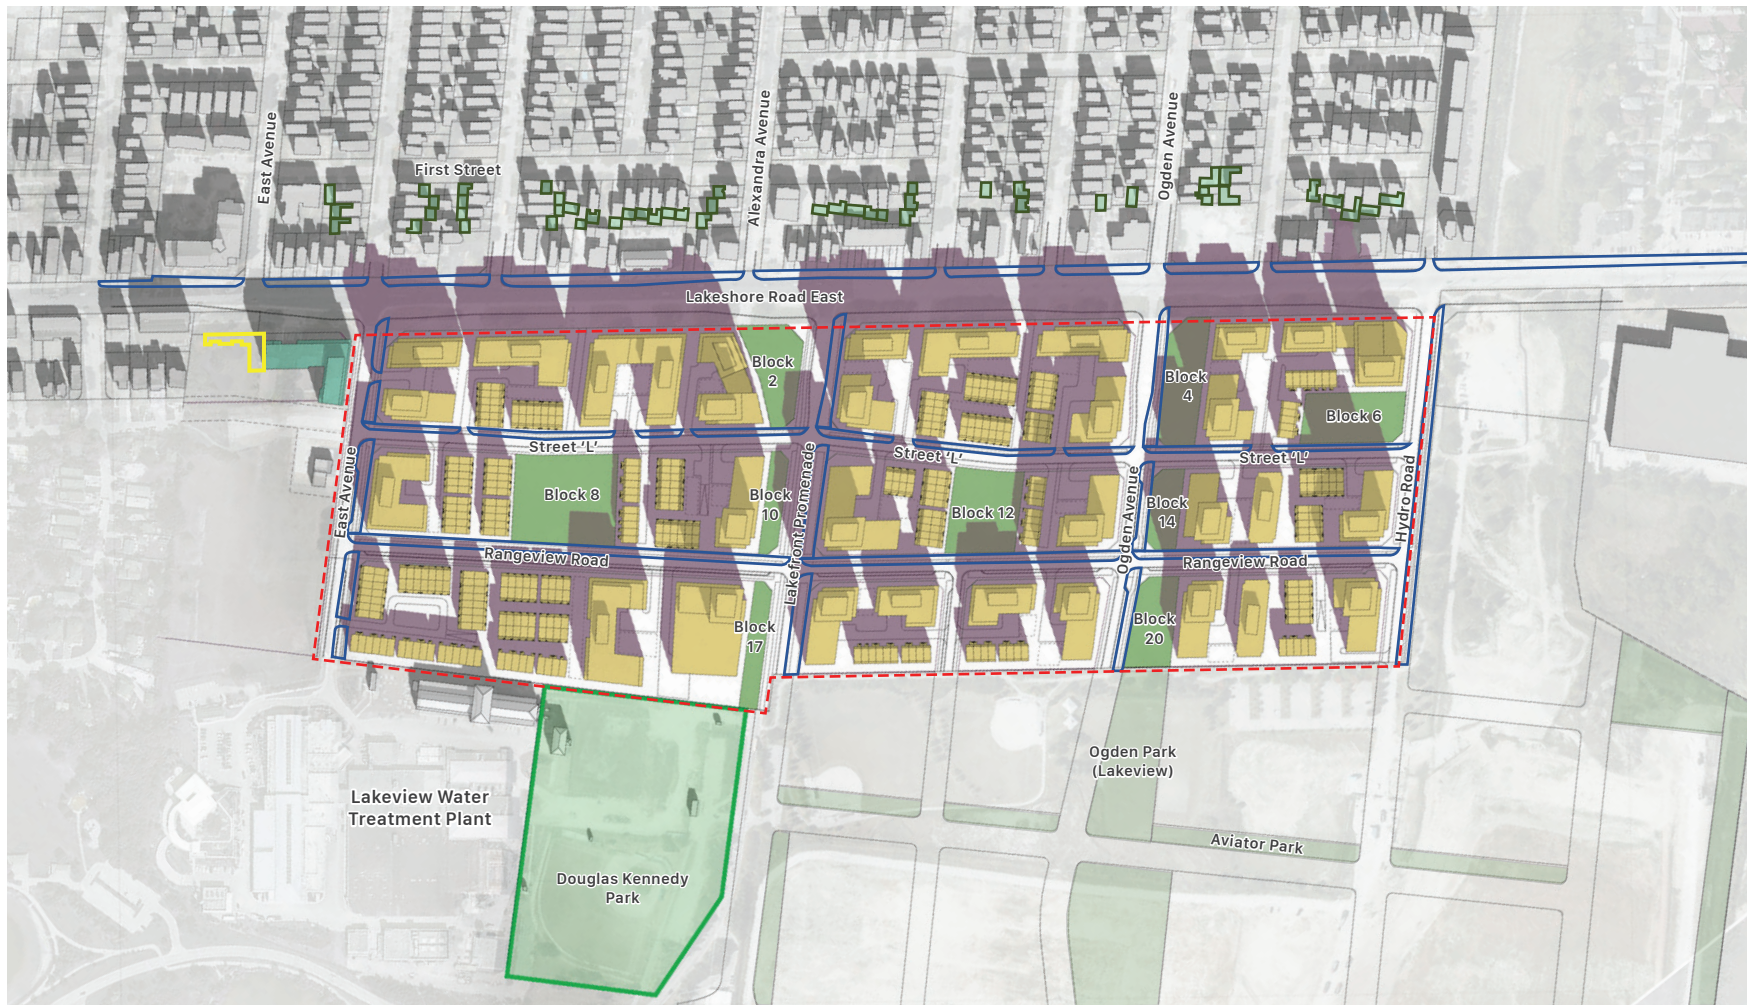 First Street
East Avenue
Alexandra Avenue
Ogden Avenue
Lakeshore Road East
Block
2
Block
4
Block 6
Street ‘L’
Street ‘L’
Street ‘L’
East Avenue
Block 8
Block
10
Lakefront Promenade
Block 12
Ogden Avenue
Block
14
Hydro Road
Rangeview Road
Rangeview Road
Block
17
Block
20
Ogden Park
(Lakeview)
Lakeview Water
Treatment Plant
Aviator Park
Douglas Kennedy
Park